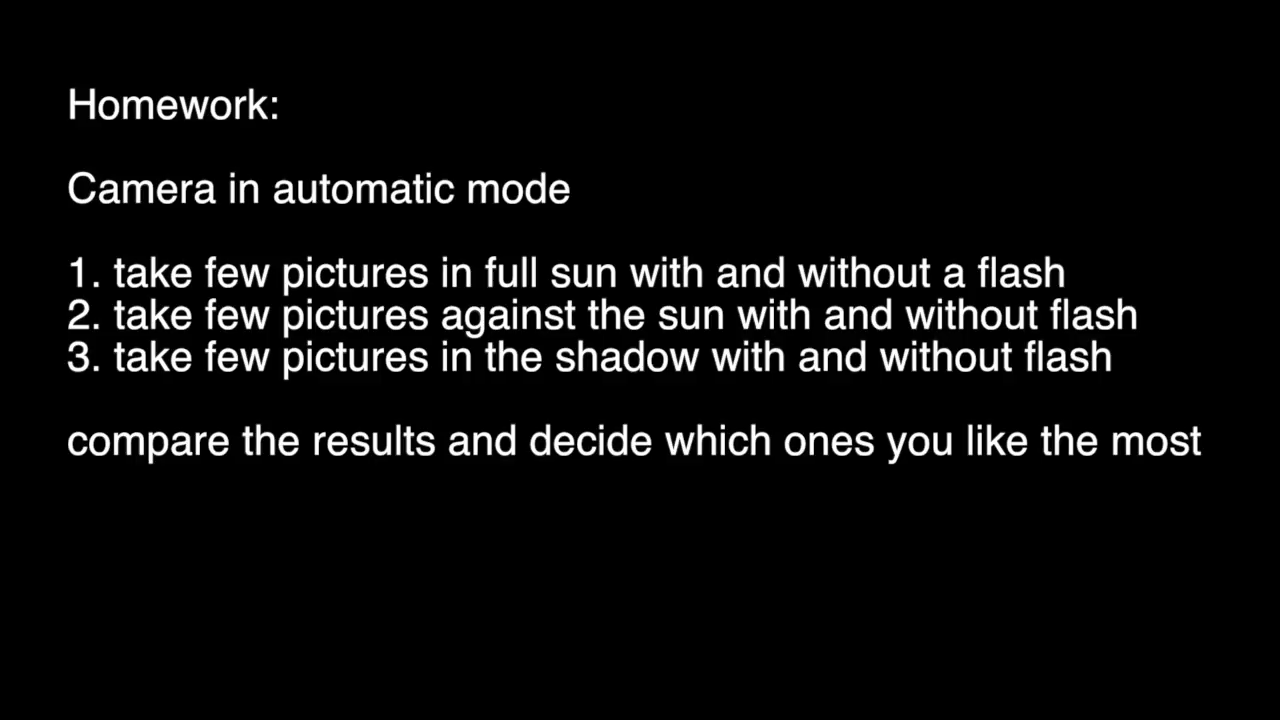 Homework:
Camera in automatic mode
1. take few pictures in full sun with and without a flash
2. take few pictures against the sun with and without flash
3. take few pictures in the shadow with and without flash
compare the results and decide which ones you like the most